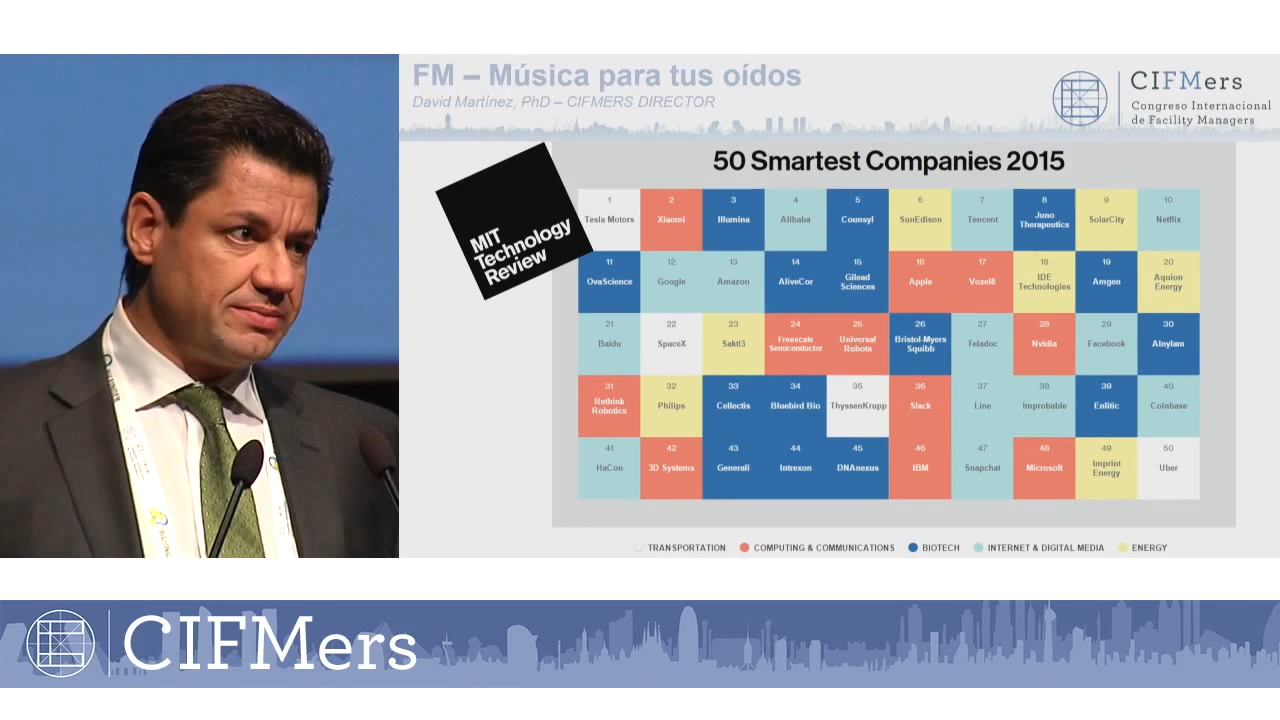 FM – Música para tus oídos
David Martínez, PhD – CIFMERS DIRECTOR
CIFMers
Congreso Internacional
de Facility Managers
MIT
Technology
Review
50 Smartest Companies 2015
1
Tesla Motors
2
Xiaomi
3
Illumina
4
Alibaba
5
Counsyl
6
SunEdison
7
Tencent
8
Juno
Therapeutics
9
SolarCity
10
Netflix
11
OvaScience
12
Google
13
Amazon
14
AliveCor
15
Gilead
Sciences
16
Apple
17
Voxel8
18
IDE
Technologies
19
Amgen
20
Aquion
Energy
21
Baidu
22
SpaceX
23
Sakti3
24
Freescale
Semiconductor
25
Universal
Robots
26
Bristol-Myers
Squibb
27
Teladoc
28
Nvidia
29
Facebook
30
Alnylam
31
Rethink
Robotics
32
Philips
33
Cellectis
34
Bluebird Bio
35
ThyssenKrupp
36
Slack
37
Line
38
Improbable
39
Enlitic
40
Coinbase
41
HaCon
42
3D Systems
43
Generali
44
Intrexon
45
DNAnexus
46
IBM
47
Snapchat
48
Microsoft
49
Imprint
Energy
50
Uber
TRANSPORTATION COMPUTING & COMMUNICATIONS BIOTECH INTERNET & DIGITAL MEDIA ENERGY
CIFMers